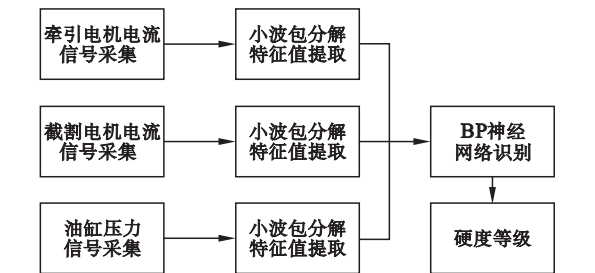 牵引电机电流
信号采集
小波包分解
特征值提取
截割电机电流
信号采集
小波包分解
特征值提取
BP神经
网络识别
油缸压力
信号采集
小波包分解
特征值提取
硬度等级